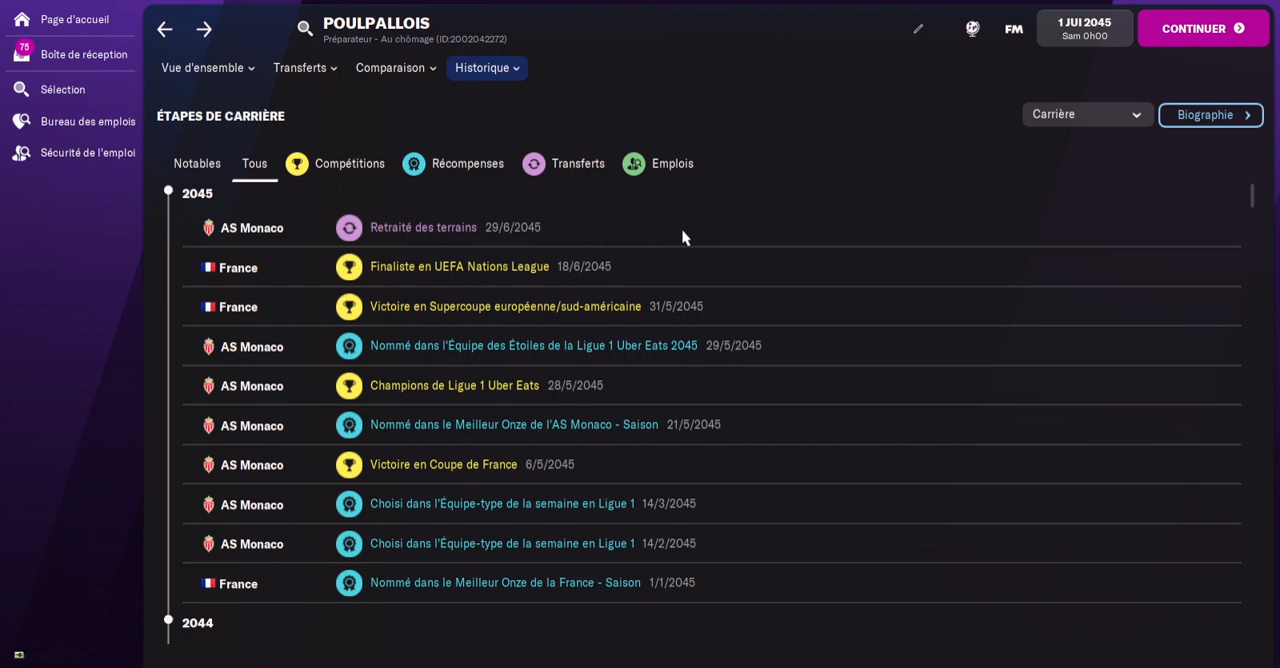 Page d'accueil
75
Boîte de réception
Sélection
Bureau des emplois
Sécurité de l'emploi
POULPALLOIS
Préparateur - Au chômage (ID:2002042272)
FM
1 JUI 2045
Sam 0h00
CONTINUER
Vue d'ensemble
Transferts
Comparaison
Historique
ÉTAPES DE CARRIÈRE
Carrière
Biographie
Notables
Tous
Compétitions
Récompenses
Transferts
Emplois
2045
AS Monaco Retraité des terrains 29/6/2045
France Finaliste en UEFA Nations League 18/6/2045
France Victoire en Supercoupe européenne/sud-américaine 31/5/2045
AS Monaco Nommé dans l'Équipe des Étoiles de la Ligue 1 Uber Eats 2045 29/5/2045
AS Monaco Champions de Ligue 1 Uber Eats 28/5/2045
AS Monaco Nommé dans le Meilleur Onze de l'AS Monaco - Saison 21/5/2045
AS Monaco Victoire en Coupe de France 6/5/2045
AS Monaco Choisi dans l'Équipe-type de la semaine en Ligue 1 14/3/2045
AS Monaco Choisi dans l'Équipe-type de la semaine en Ligue 1 14/2/2045
France Nommé dans le Meilleur Onze de la France - Saison 1/1/2045
2044